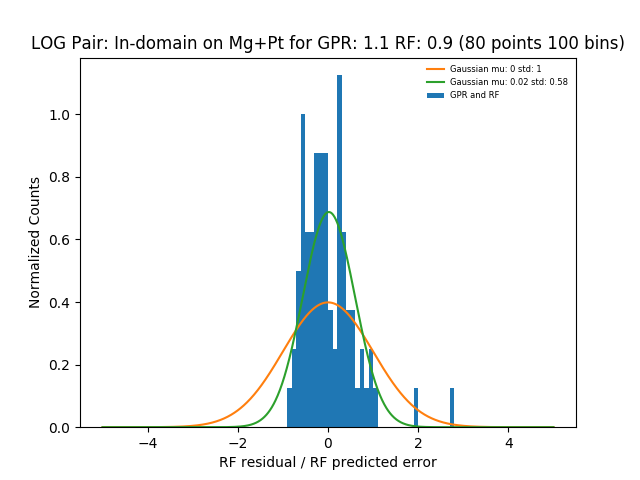 LOG Pair: In-domain on Mg+Pt for GPR: 1.1 RF: 0.9 (80 points 100 bins)
Gaussian mu: 0 std: 1
Gaussian mu: 0.02 std: 0.58
GPR and RF
Normalized Counts
1.0
0.8
0.6
0.4
0.2
0.0
−4 −2 0 2 4
RF residual / RF predicted error